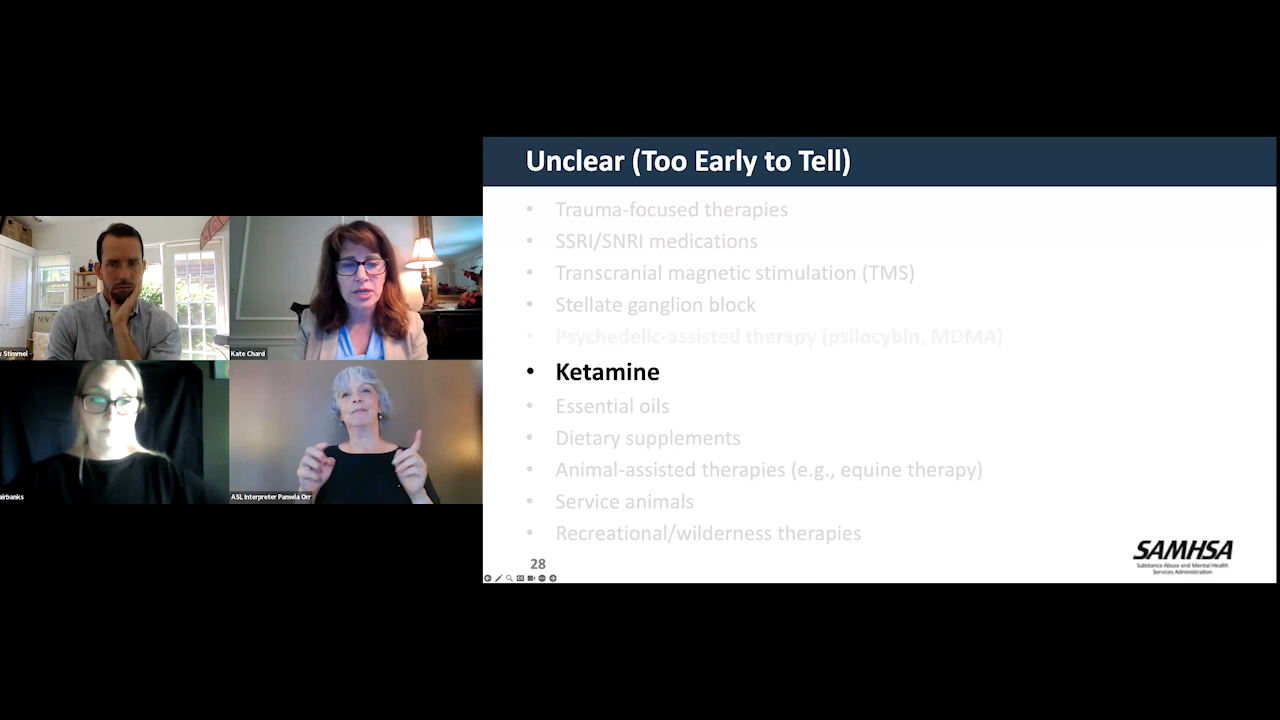 Unclear (Too Early to Tell)
• Trauma-focused therapies
• SSRI/SNRI medications
• Transcranial magnetic stimulation (TMS)
• Stellate ganglion block
• Psychedelic-assisted therapy (psilocybin, MDMA)
• Ketamine
• Essential oils
• Dietary supplements
• Animal-assisted therapies (e.g., equine therapy)
• Service animals
• Recreational/wilderness therapies
28
SAMHSA
Substance Abuse and Mental Health
Services Administration
Stimmel
Kate Chard
airbanks
ASL Interpreter Pamela Orr